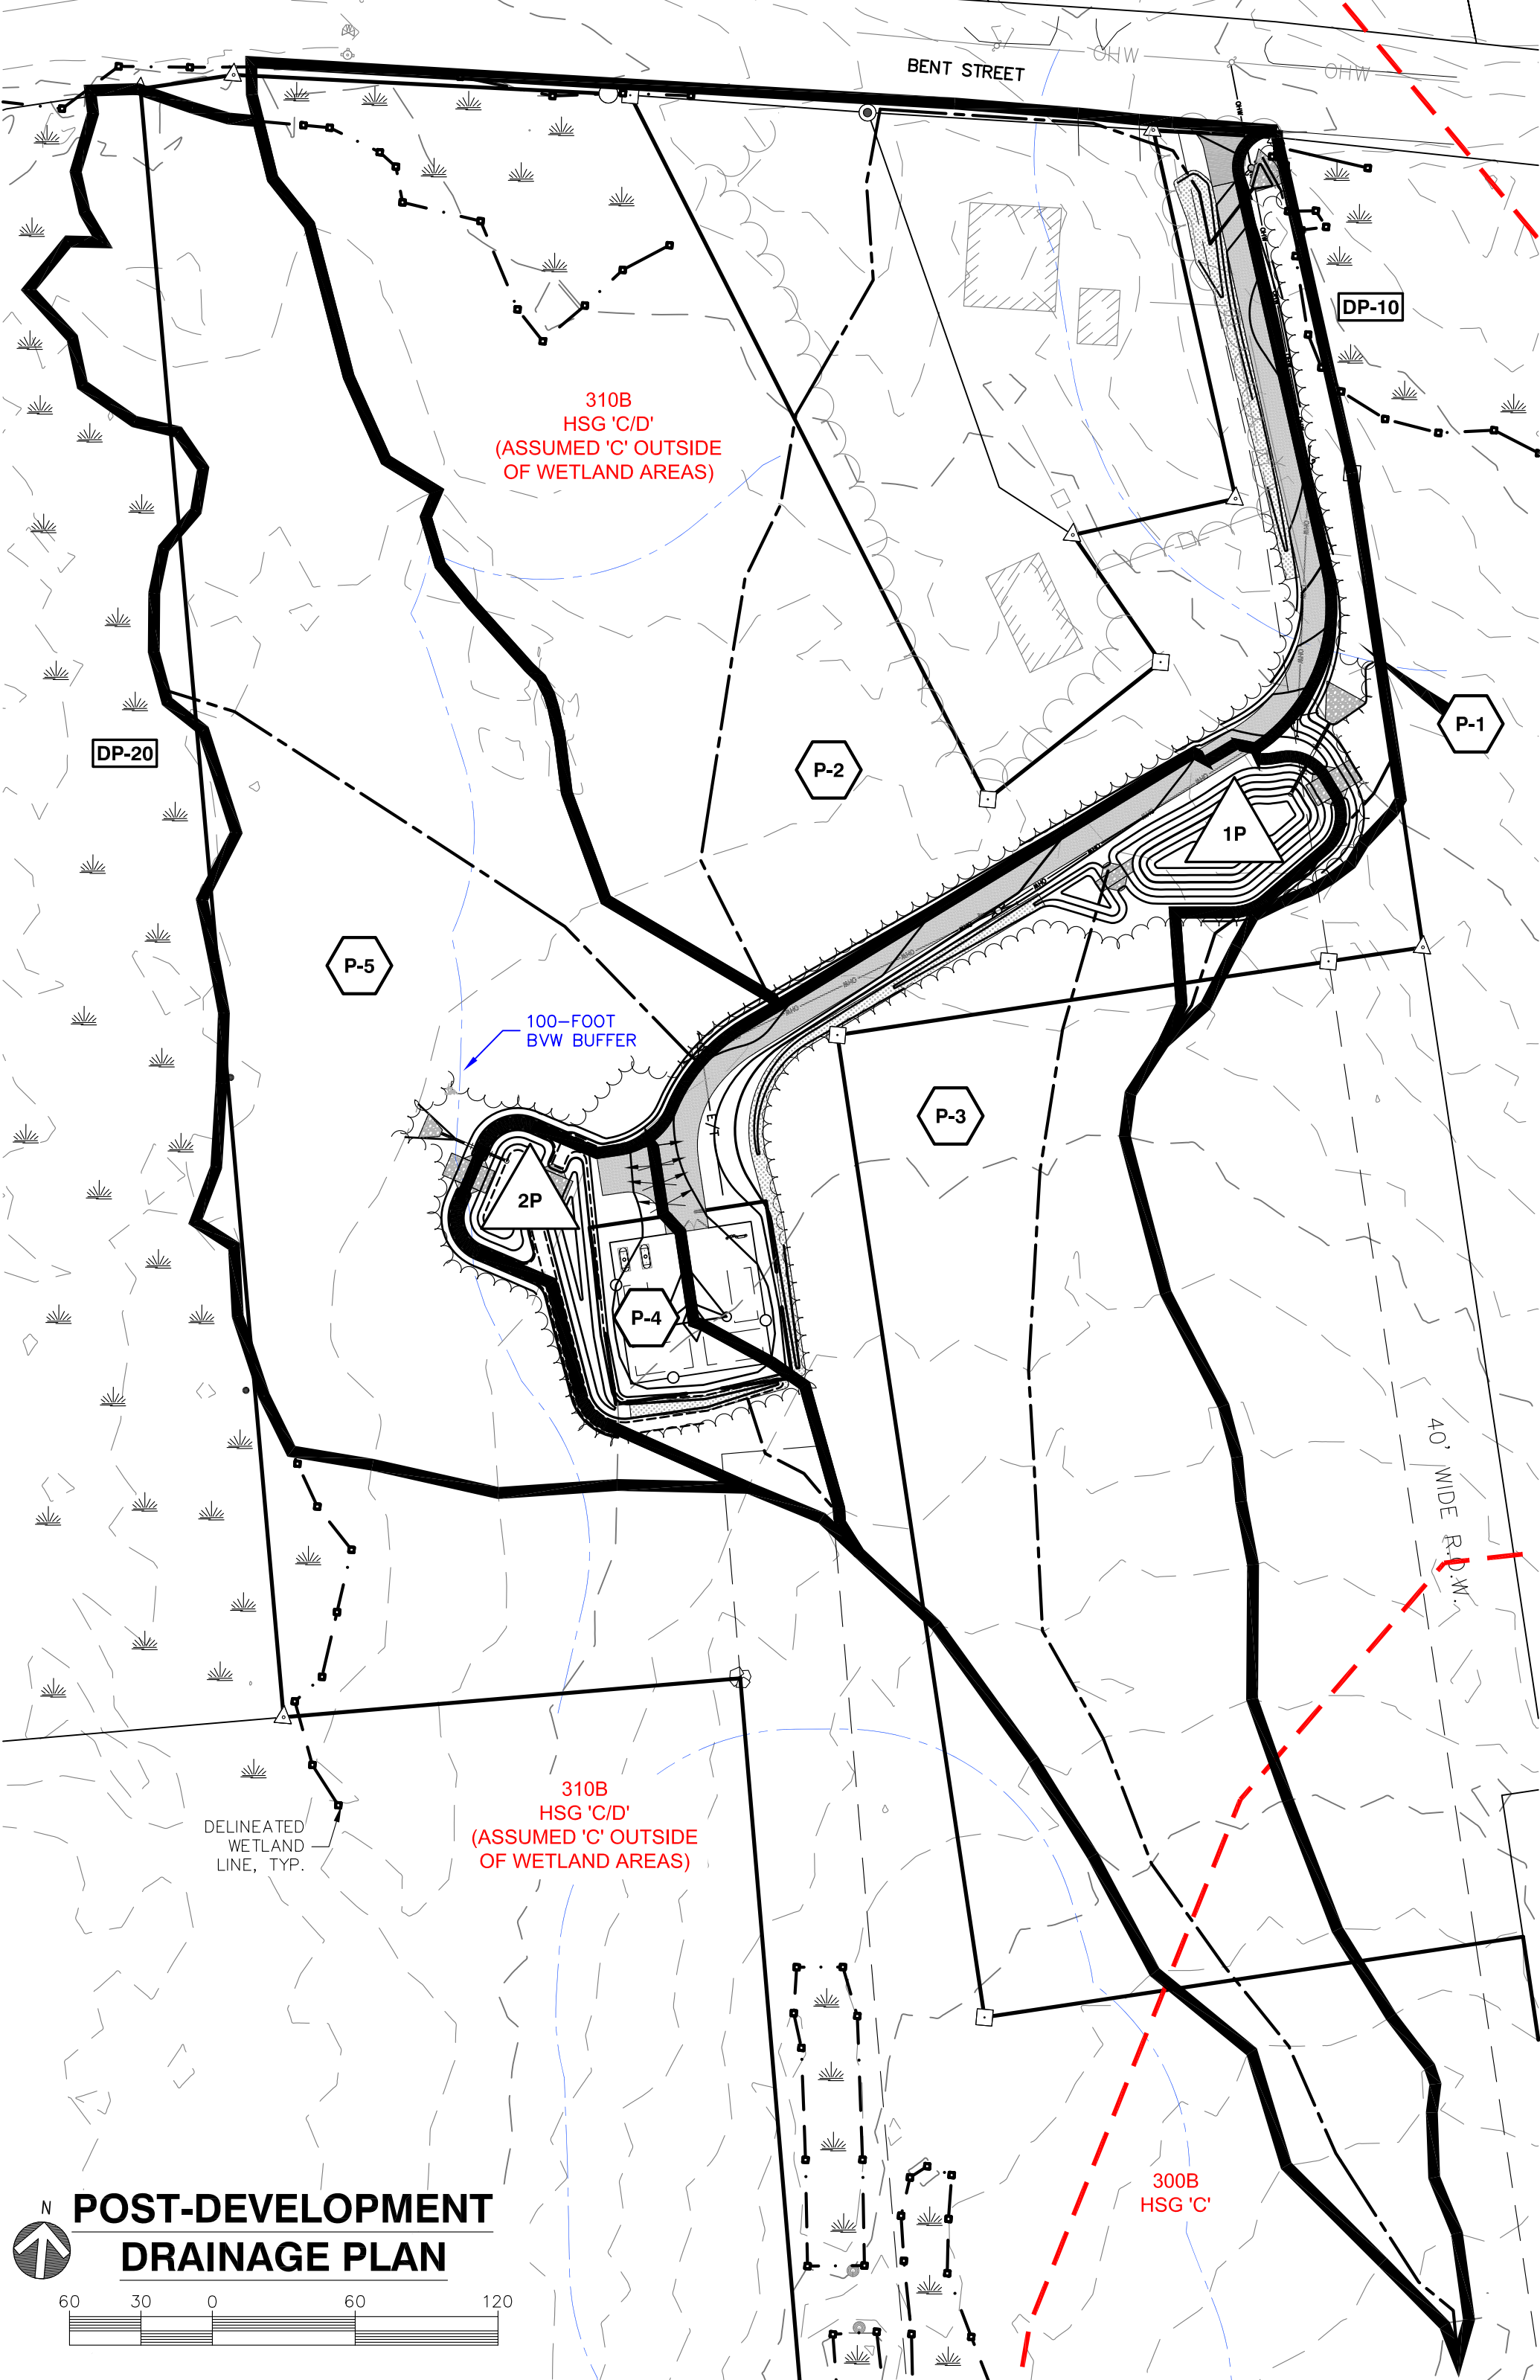 BENT STREET
OHW
OHW
DP-10
310B
HSG 'C/D'
(ASSUMED 'C' OUTSIDE
OF WETLAND AREAS)
P-1
DP-20
P-2
1P
P-5
100-FOOT
BVW BUFFER
P-3
E/T
2P
P-4
40' WIDE R.O.W.
310B
HSG 'C/D'
(ASSUMED 'C' OUTSIDE
OF WETLAND AREAS)
DELINEATED
WETLAND
LINE, TYP.
300B
HSG 'C'
N
POST-DEVELOPMENT
DRAINAGE PLAN
60 30 0 60 120